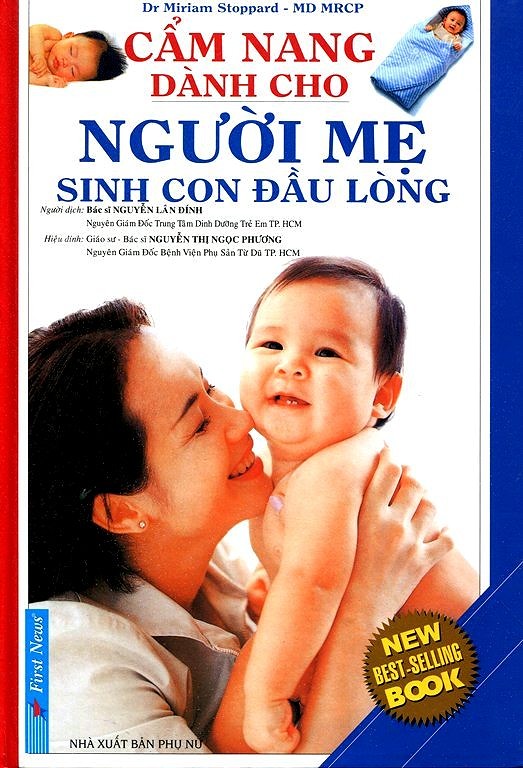 Dr Miriam Stoppard - MD MRCP
CẨM NANG
DÀNH CHO
NGƯỜI MẸ
SINH CON ĐẦU LÒNG
Người dịch: Bác sĩ NGUYỄN LÂN ĐÍNH
Nguyên Giám Đốc Trung Tâm Dinh Dưỡng Trẻ Em TP. HCM
Hiệu đính: Giáo sư - Bác sĩ NGUYỄN THỊ NGỌC PHƯỢNG
Nguyên Giám Đốc Bệnh Viện Phụ Sản Từ Dũ TP. HCM
NEW
BEST-SELLING
BOOK
First News
NHÀ XUẤT BẢN PHỤ NỮ